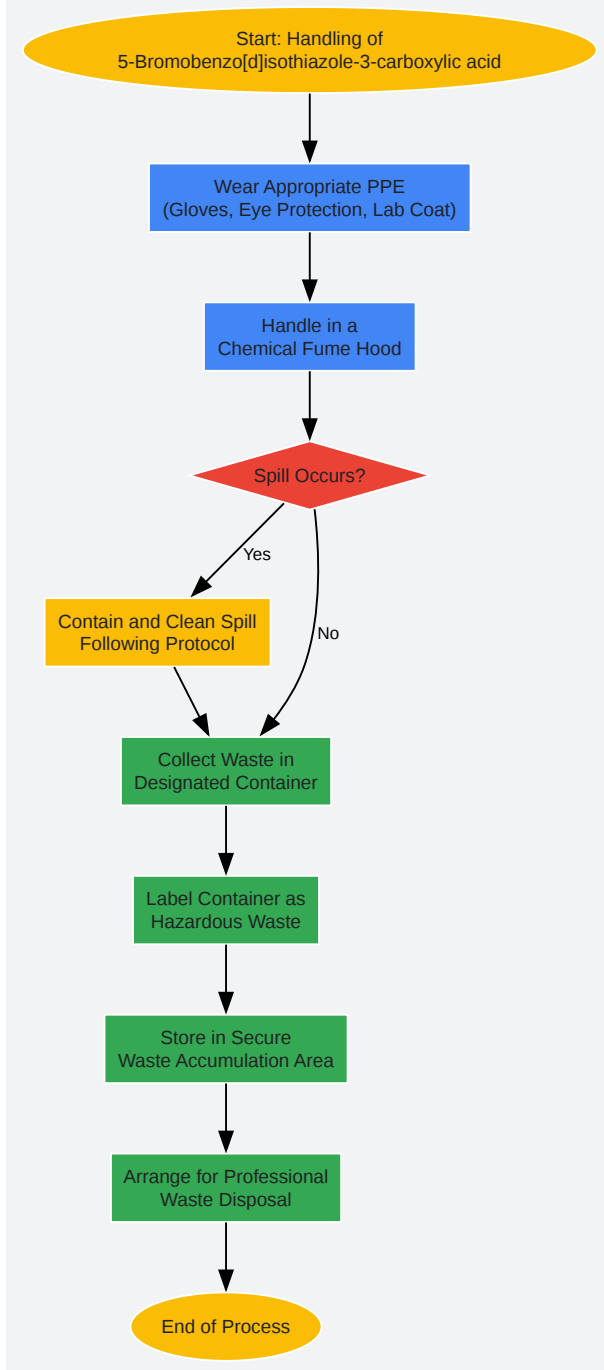 Start: Handling of
5-Bromobenzo[d]isothiazole-3-carboxylic acid
Wear Appropriate PPE
(Gloves, Eye Protection, Lab Coat)
Handle in a
Chemical Fume Hood
Spill Occurs?
Yes
Contain and Clean Spill
Following Protocol
No
Collect Waste in
Designated Container
Label Container as
Hazardous Waste
Store in Secure
Waste Accumulation Area
Arrange for Professional
Waste Disposal
End of Process